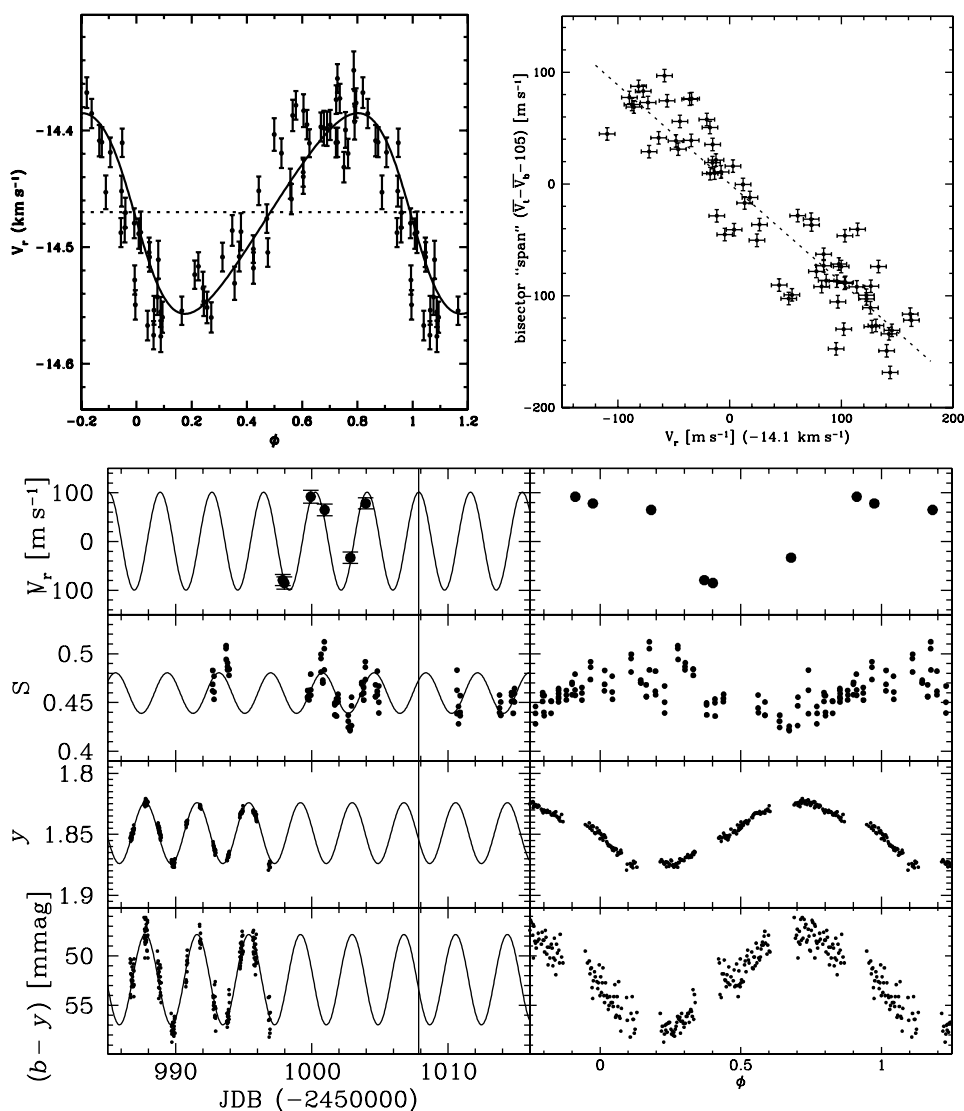 −14.4
−14.5
−14.6
V_r (km s⁻¹)
−0.2 0 0.2 0.4 0.6 0.8 1 1.2
ϕ
100
0
−100
−200
bisector "span" (V̅_t−V̅_b−105) [m s⁻¹]
−100 0 100 200
V_r [m s⁻¹] (−14.1 km s⁻¹)
100
0
100
V_r [m s⁻¹]
0.5
0.45
0.4
S
1.8
1.85
1.9
y
50
55
(b − y) [mmag]
990 1000 1010
JDB (−2450000)
0 0.5 1
ϕ